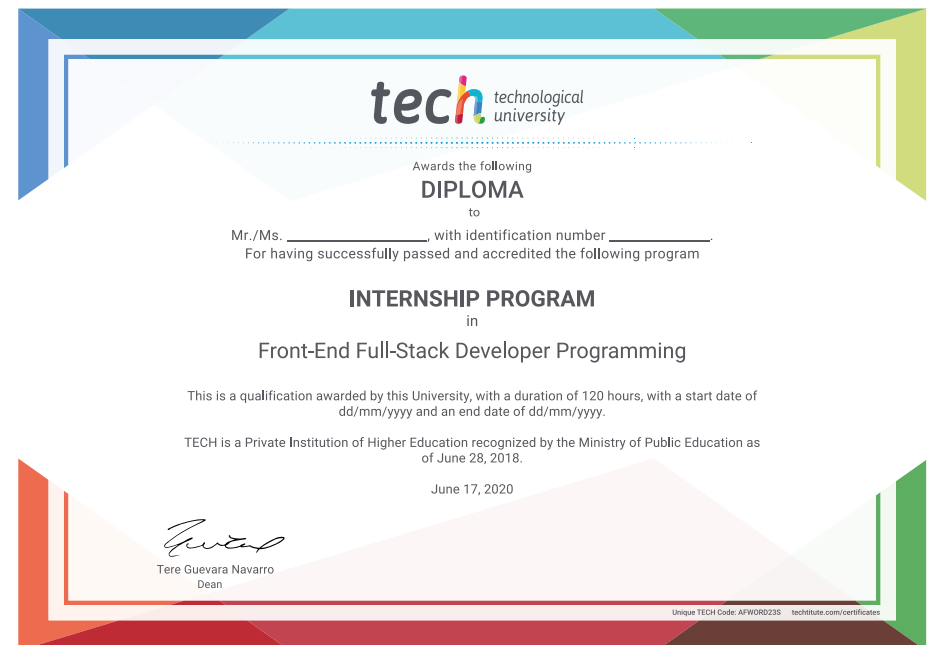 tech technological
university
Awards the following
DIPLOMA
to
Mr./Ms. ____________________, with identification number ______________.
For having successfully passed and accredited the following program
INTERNSHIP PROGRAM
in
Front-End Full-Stack Developer Programming
This is a qualification awarded by this University, with a duration of 120 hours, with a start date of
dd/mm/yyyy and an end date of dd/mm/yyyy.
TECH is a Private Institution of Higher Education recognized by the Ministry of Public Education as
of June 28, 2018.
June 17, 2020
Tere Guevara Navarro
Dean
Unique TECH Code: AFWORD23S techtitute.com/certificates